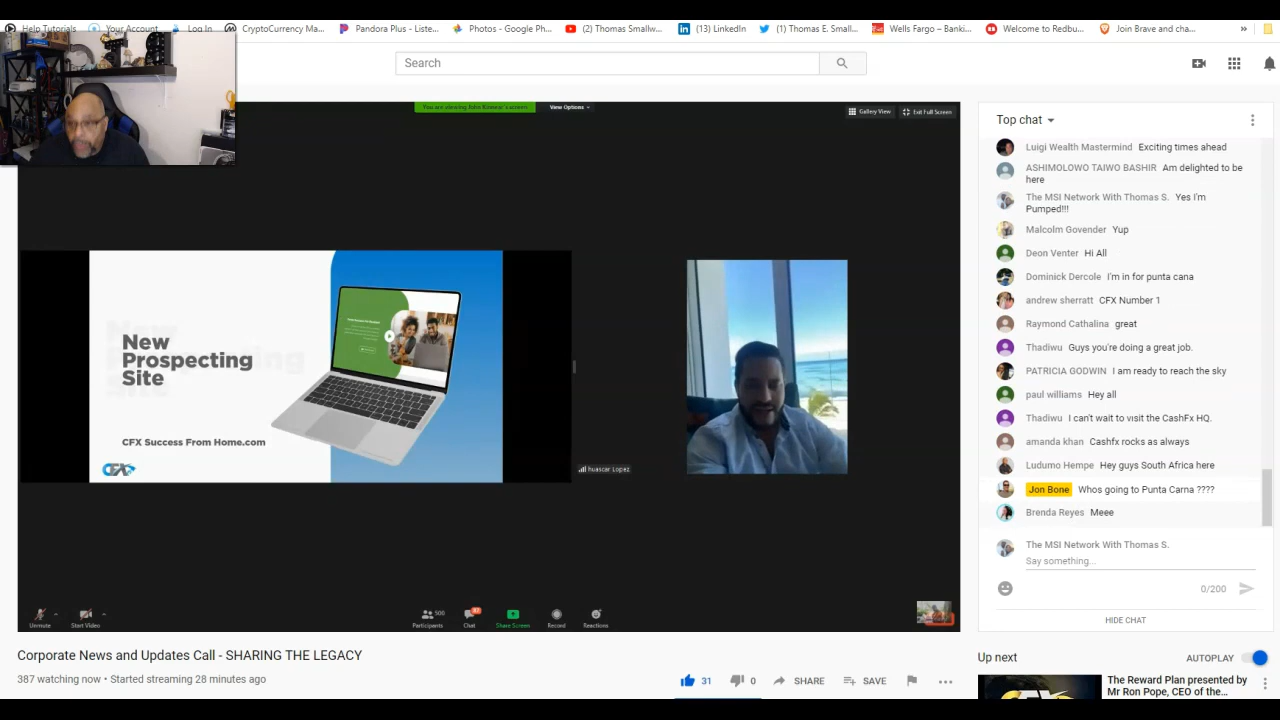 Help Tutorials
Your Account
Log In
CryptoCurrency Ma...
Pandora Plus - Liste...
Photos - Google Ph...
(2) Thomas Smallw...
(13) LinkedIn
(1) Thomas E. Small...
Wells Fargo – Banki...
Welcome to Redbu...
Join Brave and cha...
»
Search
You are viewing
screen
View Options
Gallery View
Exit Full Screen
New
Prospecting
Site
CFX Success From Home.com
CFX
huascar Lopez
Unmute
Start Video
500
Participants
Chat
Share Screen
Record
Reactions
Corporate News and Updates Call - SHARING THE LEGACY
387 watching now • Started streaming 28 minutes ago
31
0
SHARE
SAVE
Top chat
Luigi Wealth Mastermind Exciting times ahead
ASHIMOLOWO TAIWO BASHIR Am delighted to be
here
The MSI Network With Thomas S. Yes I'm
Pumped!!!
Malcolm Govender Yup
Deon Venter Hi All
Dominick Dercole I'm in for punta cana
andrew sherratt CFX Number 1
Raymond Cathalina great
Thadiwu Guys you're doing a great job.
PATRICIA GODWIN I am ready to reach the sky
paul williams Hey all
Thadiwu I can't wait to visit the CashFx HQ.
amanda khan Cashfx rocks as always
Ludumo Hempe Hey guys South Africa here
Jon Bone Whos going to Punta Carna ????
Brenda Reyes Meee
The MSI Network With Thomas S.
Say something...
0/200
HIDE CHAT
Up next
AUTOPLAY
The Reward Plan presented by
Mr Ron Pope, CEO of the...